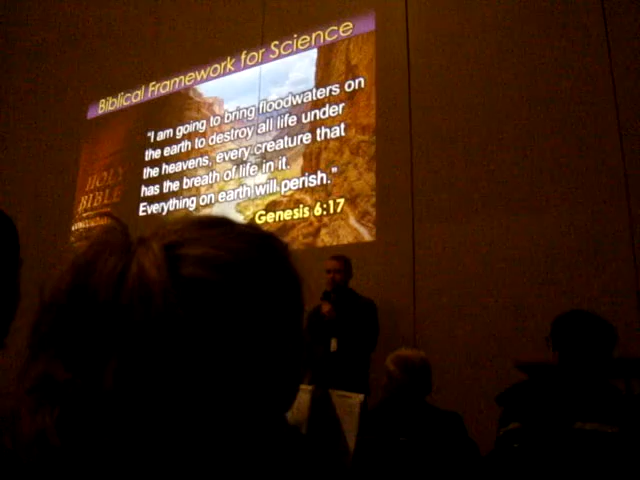 Biblical Framework for Science
"I am going to bring floodwaters on
the earth to destroy all life under
the heavens, every creature that
has the breath of life in it.
Everything on earth will perish."
Genesis 6:17
HOLY
BIBLE